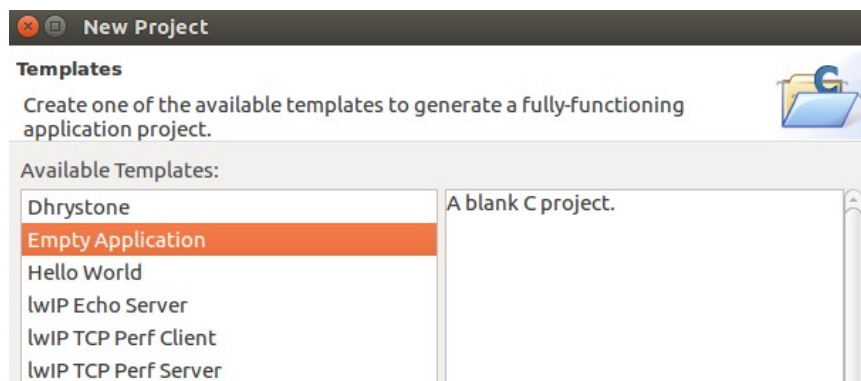 New Project
Templates
Create one of the available templates to generate a fully-functioning
application project.
C
Available Templates:
Dhrystone
Empty Application
Hello World
lwIP Echo Server
lwIP TCP Perf Client
lwIP TCP Perf Server
A blank C project.